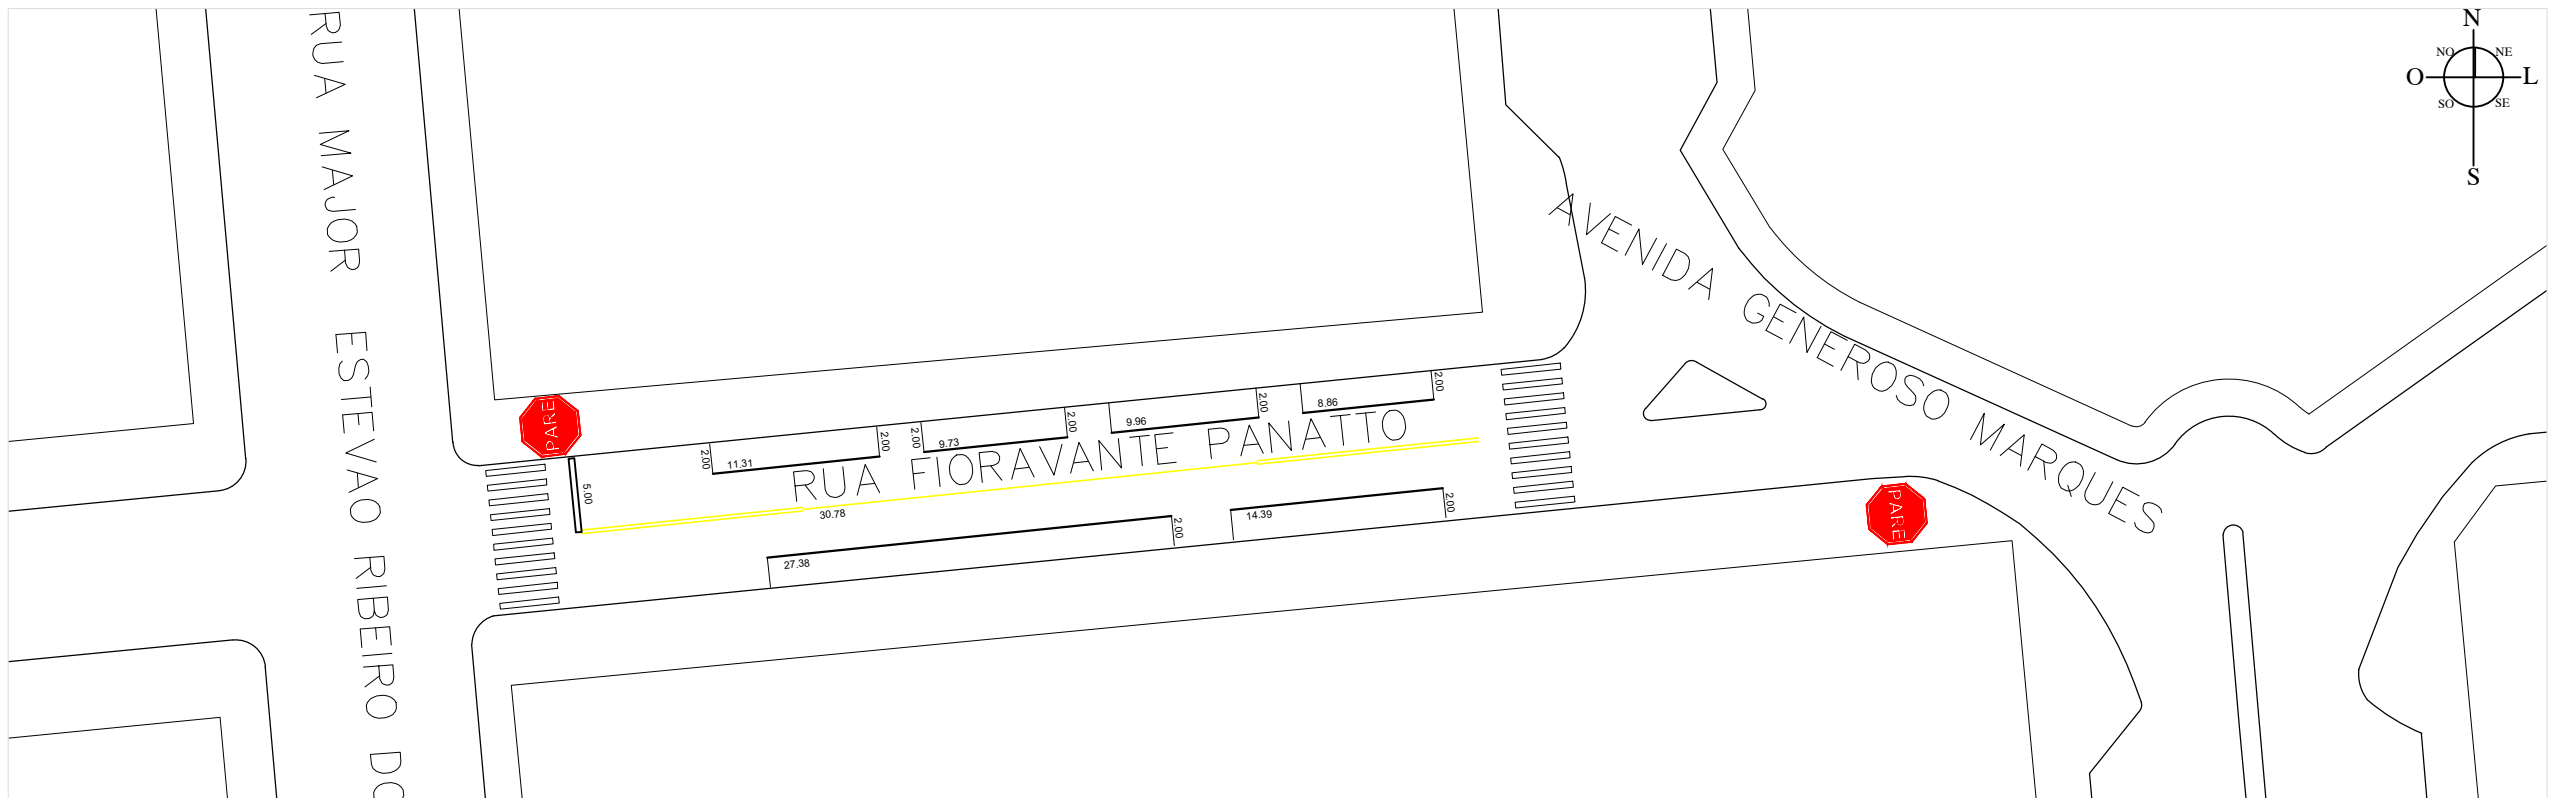 RUA MAJOR ESTEVAO RIBEIRO DO
N
NO
NE
O
L
SO
SE
S
AVENIDA GENEROSO MARQUES
PARE
5.00
2.00
11.31
2.00
2.00
9.73
2.00
9.96
2.00
8.86
2.00
RUA FIORAVANTE PANATTO
30.78
27.38
2.00
14.39
2.00
PARE